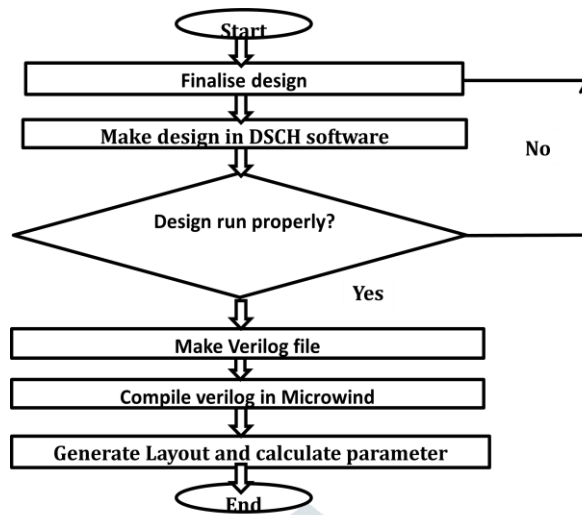 Start
Finalise design
Make design in DSCH software
No
Design run properly?
Yes
Make Verilog file
Compile verilog in Microwind
Generate Layout and calculate parameter
End